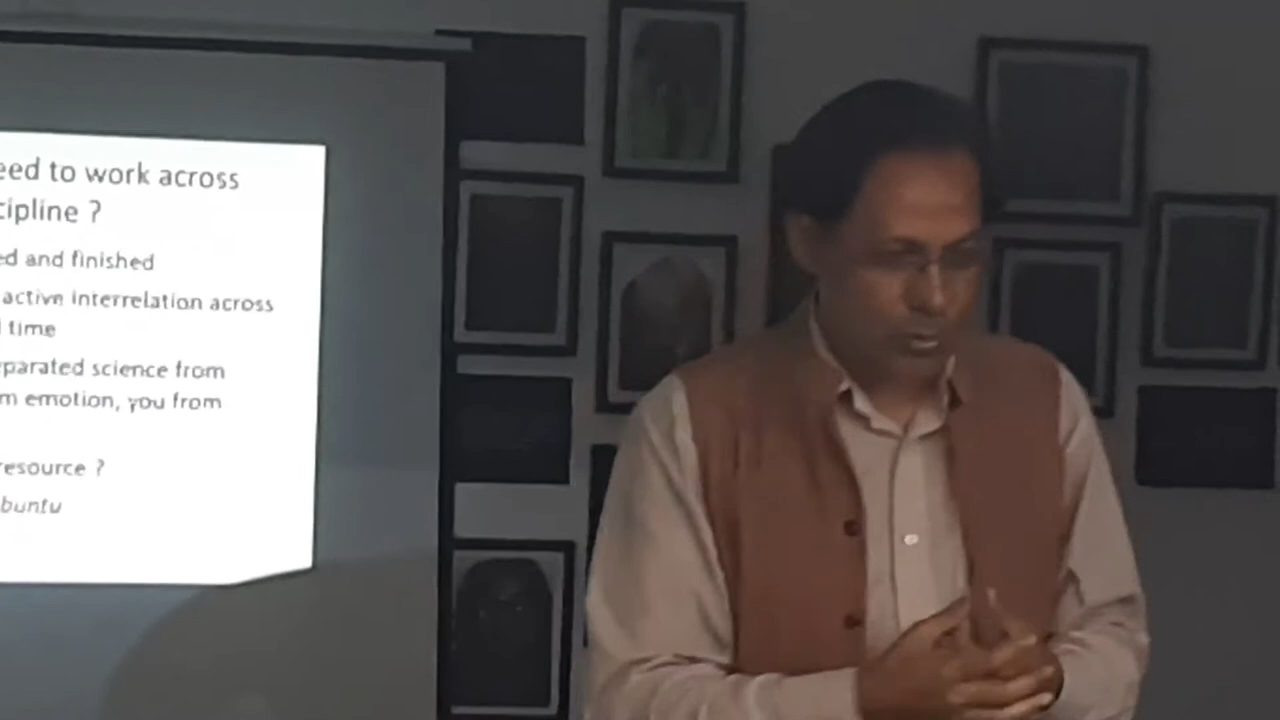 eed to work across
cipline ?
ed and finished
active interrelation across
time
parated science from
m emotion, you from
resource ?
buntu